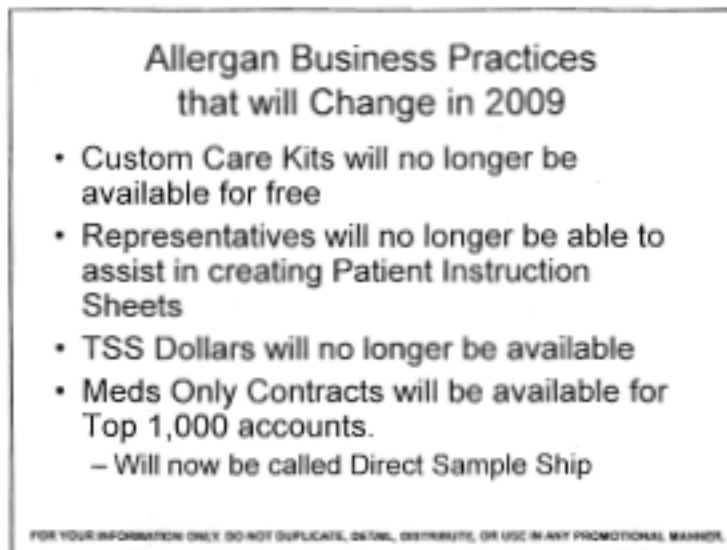 Allergan Business Practices
that will Change in 2009
• Custom Care Kits will no longer be
available for free
• Representatives will no longer be able to
assist in creating Patient Instruction
Sheets
• TSS Dollars will no longer be available
• Meds Only Contracts will be available for
Top 1,000 accounts.
– Will now be called Direct Sample Ship
FOR YOUR INFORMATION ONLY. DO NOT DUPLICATE, DETAIL, DISTRIBUTE, OR USE IN ANY PROMOTIONAL MANNER.